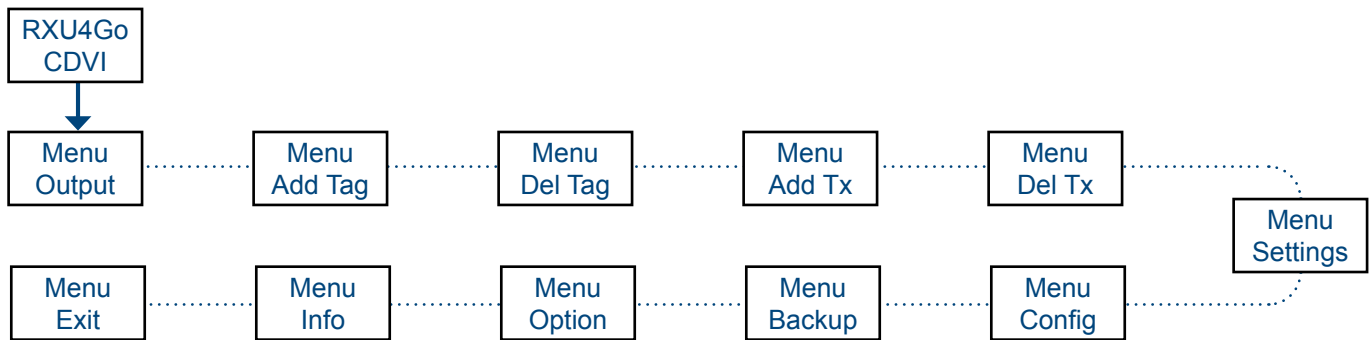 RXU4Go
CDVI
Menu
Output
Menu
Add Tag
Menu
Del Tag
Menu
Add Tx
Menu
Del Tx
Menu
Settings
Menu
Exit
Menu
Info
Menu
Option
Menu
Backup
Menu
Config